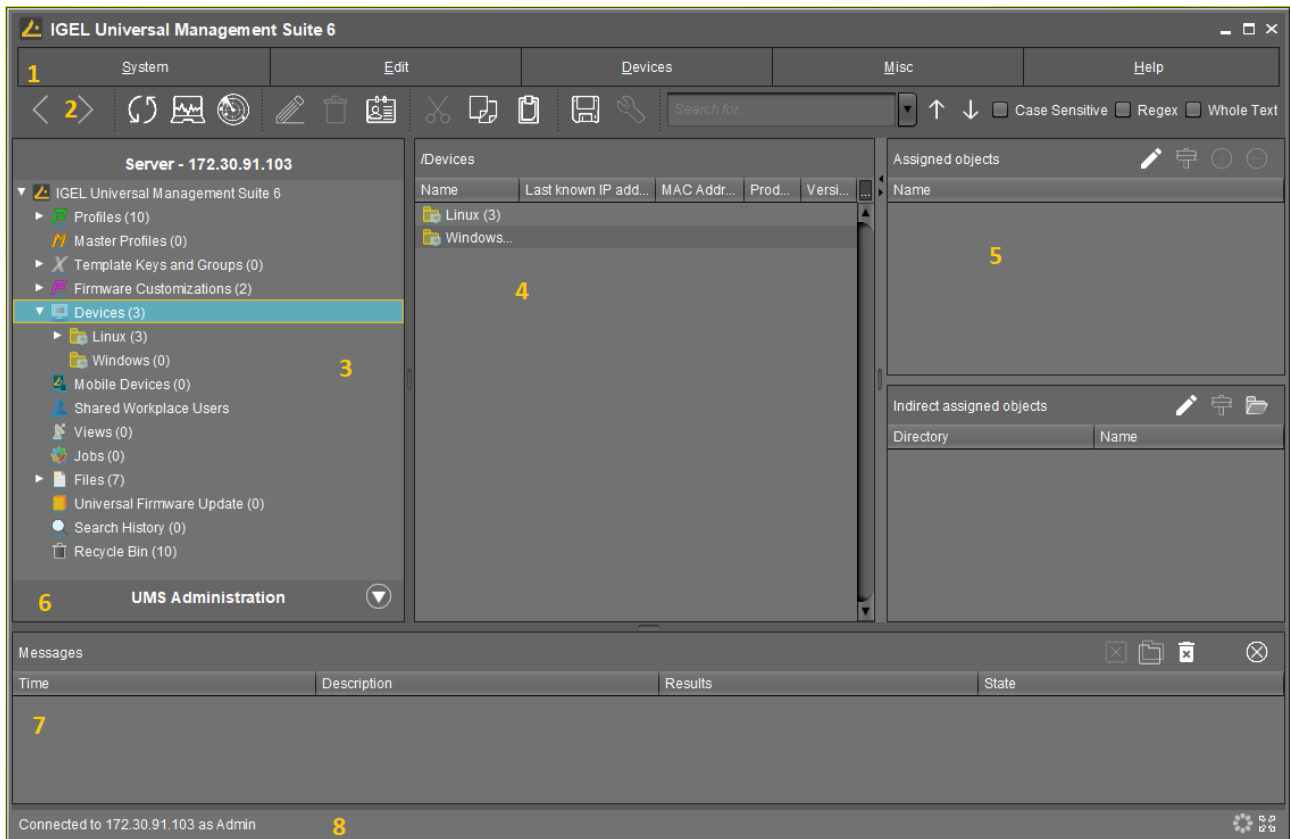 IGEL Universal Management Suite 6
1 System Edit Devices Misc Help
2 Search for... Case Sensitive Regex Whole Text
Server - 172.30.91.103
IGEL Universal Management Suite 6
Profiles (10)
Master Profiles (0)
Template Keys and Groups (0)
Firmware Customizations (2)
Devices (3)
Linux (3)
Windows (0)
3
Mobile Devices (0)
Shared Workplace Users
Views (0)
Jobs (0)
Files (7)
Universal Firmware Update (0)
Search History (0)
Recycle Bin (10)
6 UMS Administration
/Devices
Name Last known IP add... MAC Addr... Prod... Versi... ...
Linux (3)
Windows...
4
Assigned objects
Name
5
Indirect assigned objects
Directory Name
Messages
Time Description Results State
7
Connected to 172.30.91.103 as Admin 8